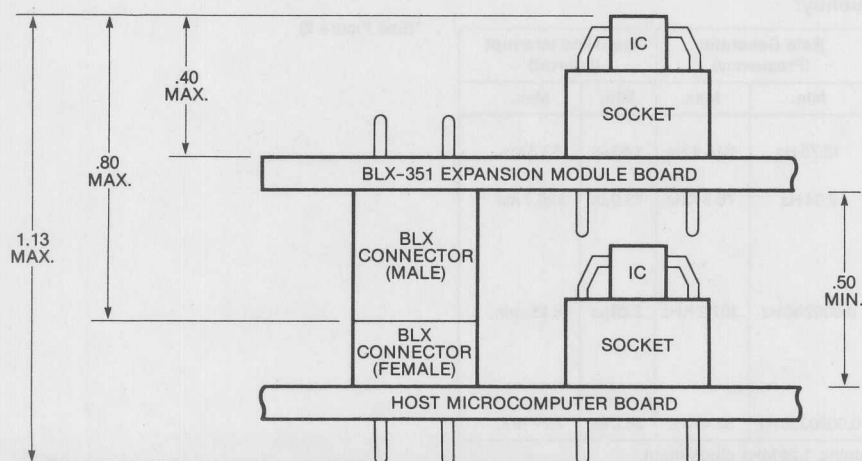 IC
.40
MAX.
SOCKET
.80
MAX.
BLX-351 EXPANSION MODULE BOARD
1.13
MAX.
BLX
CONNECTOR
(MALE)
IC
.50
MIN.
BLX
CONNECTOR
(FEMALE)
SOCKET
HOST MICROCOMPUTER BOARD